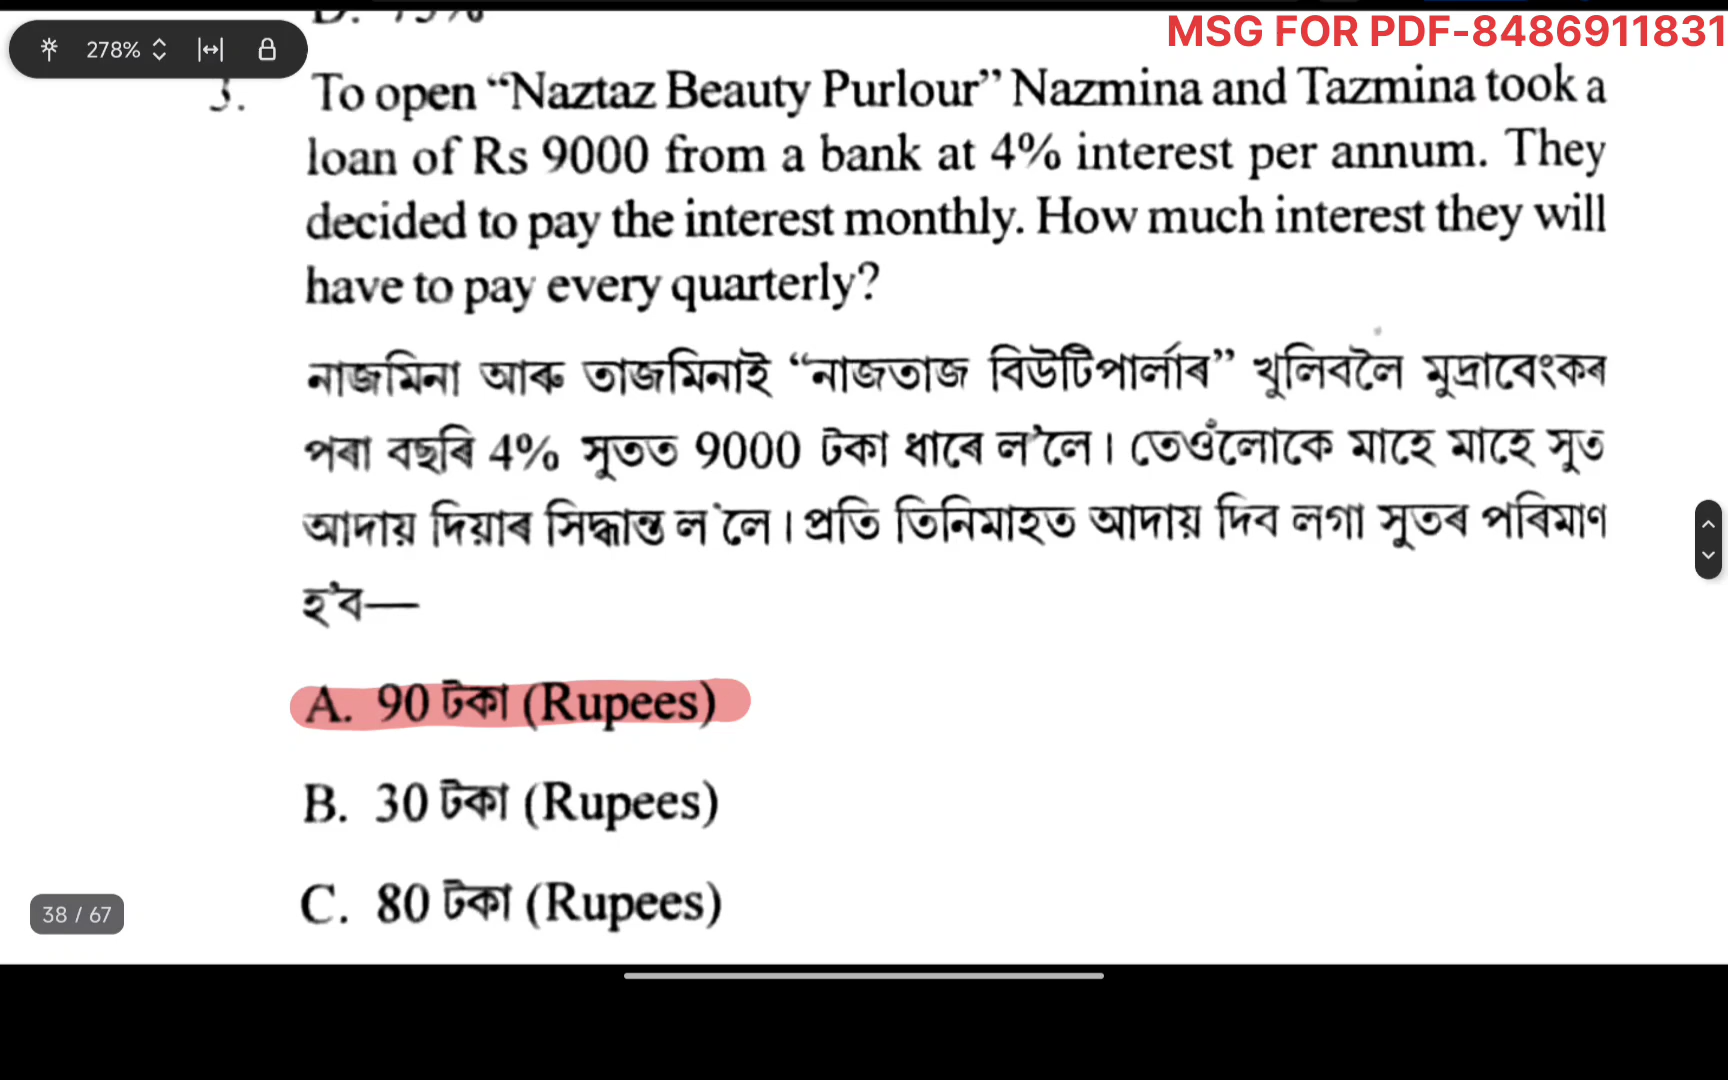 MSG FOR PDF-8486911831
278%
3. To open “Naztaz Beauty Purlour” Nazmina and Tazmina took a
loan of Rs 9000 from a bank at 4% interest per annum. They
decided to pay the interest monthly. How much interest they will
have to pay every quarterly?
নাজমিনা আৰু তাজমিনাই “নাজতাজ বিউটিপাৰ্লাৰ” খুলিবলৈ মুদ্ৰাবেংকৰ
পৰা বছৰি 4% সুতত 9000 টকা ধাৰে ল’লে। তেওঁলোকে মাহে মাহে সুত
আদায় দিয়াৰ সিদ্ধান্ত ল'লে। প্ৰতি তিনিমাহত আদায় দিব লগা সুতৰ পৰিমাণ
হ’ব—
A. 90 টকা (Rupees)
B. 30 টকা (Rupees)
C. 80 টকা (Rupees)
38 / 67